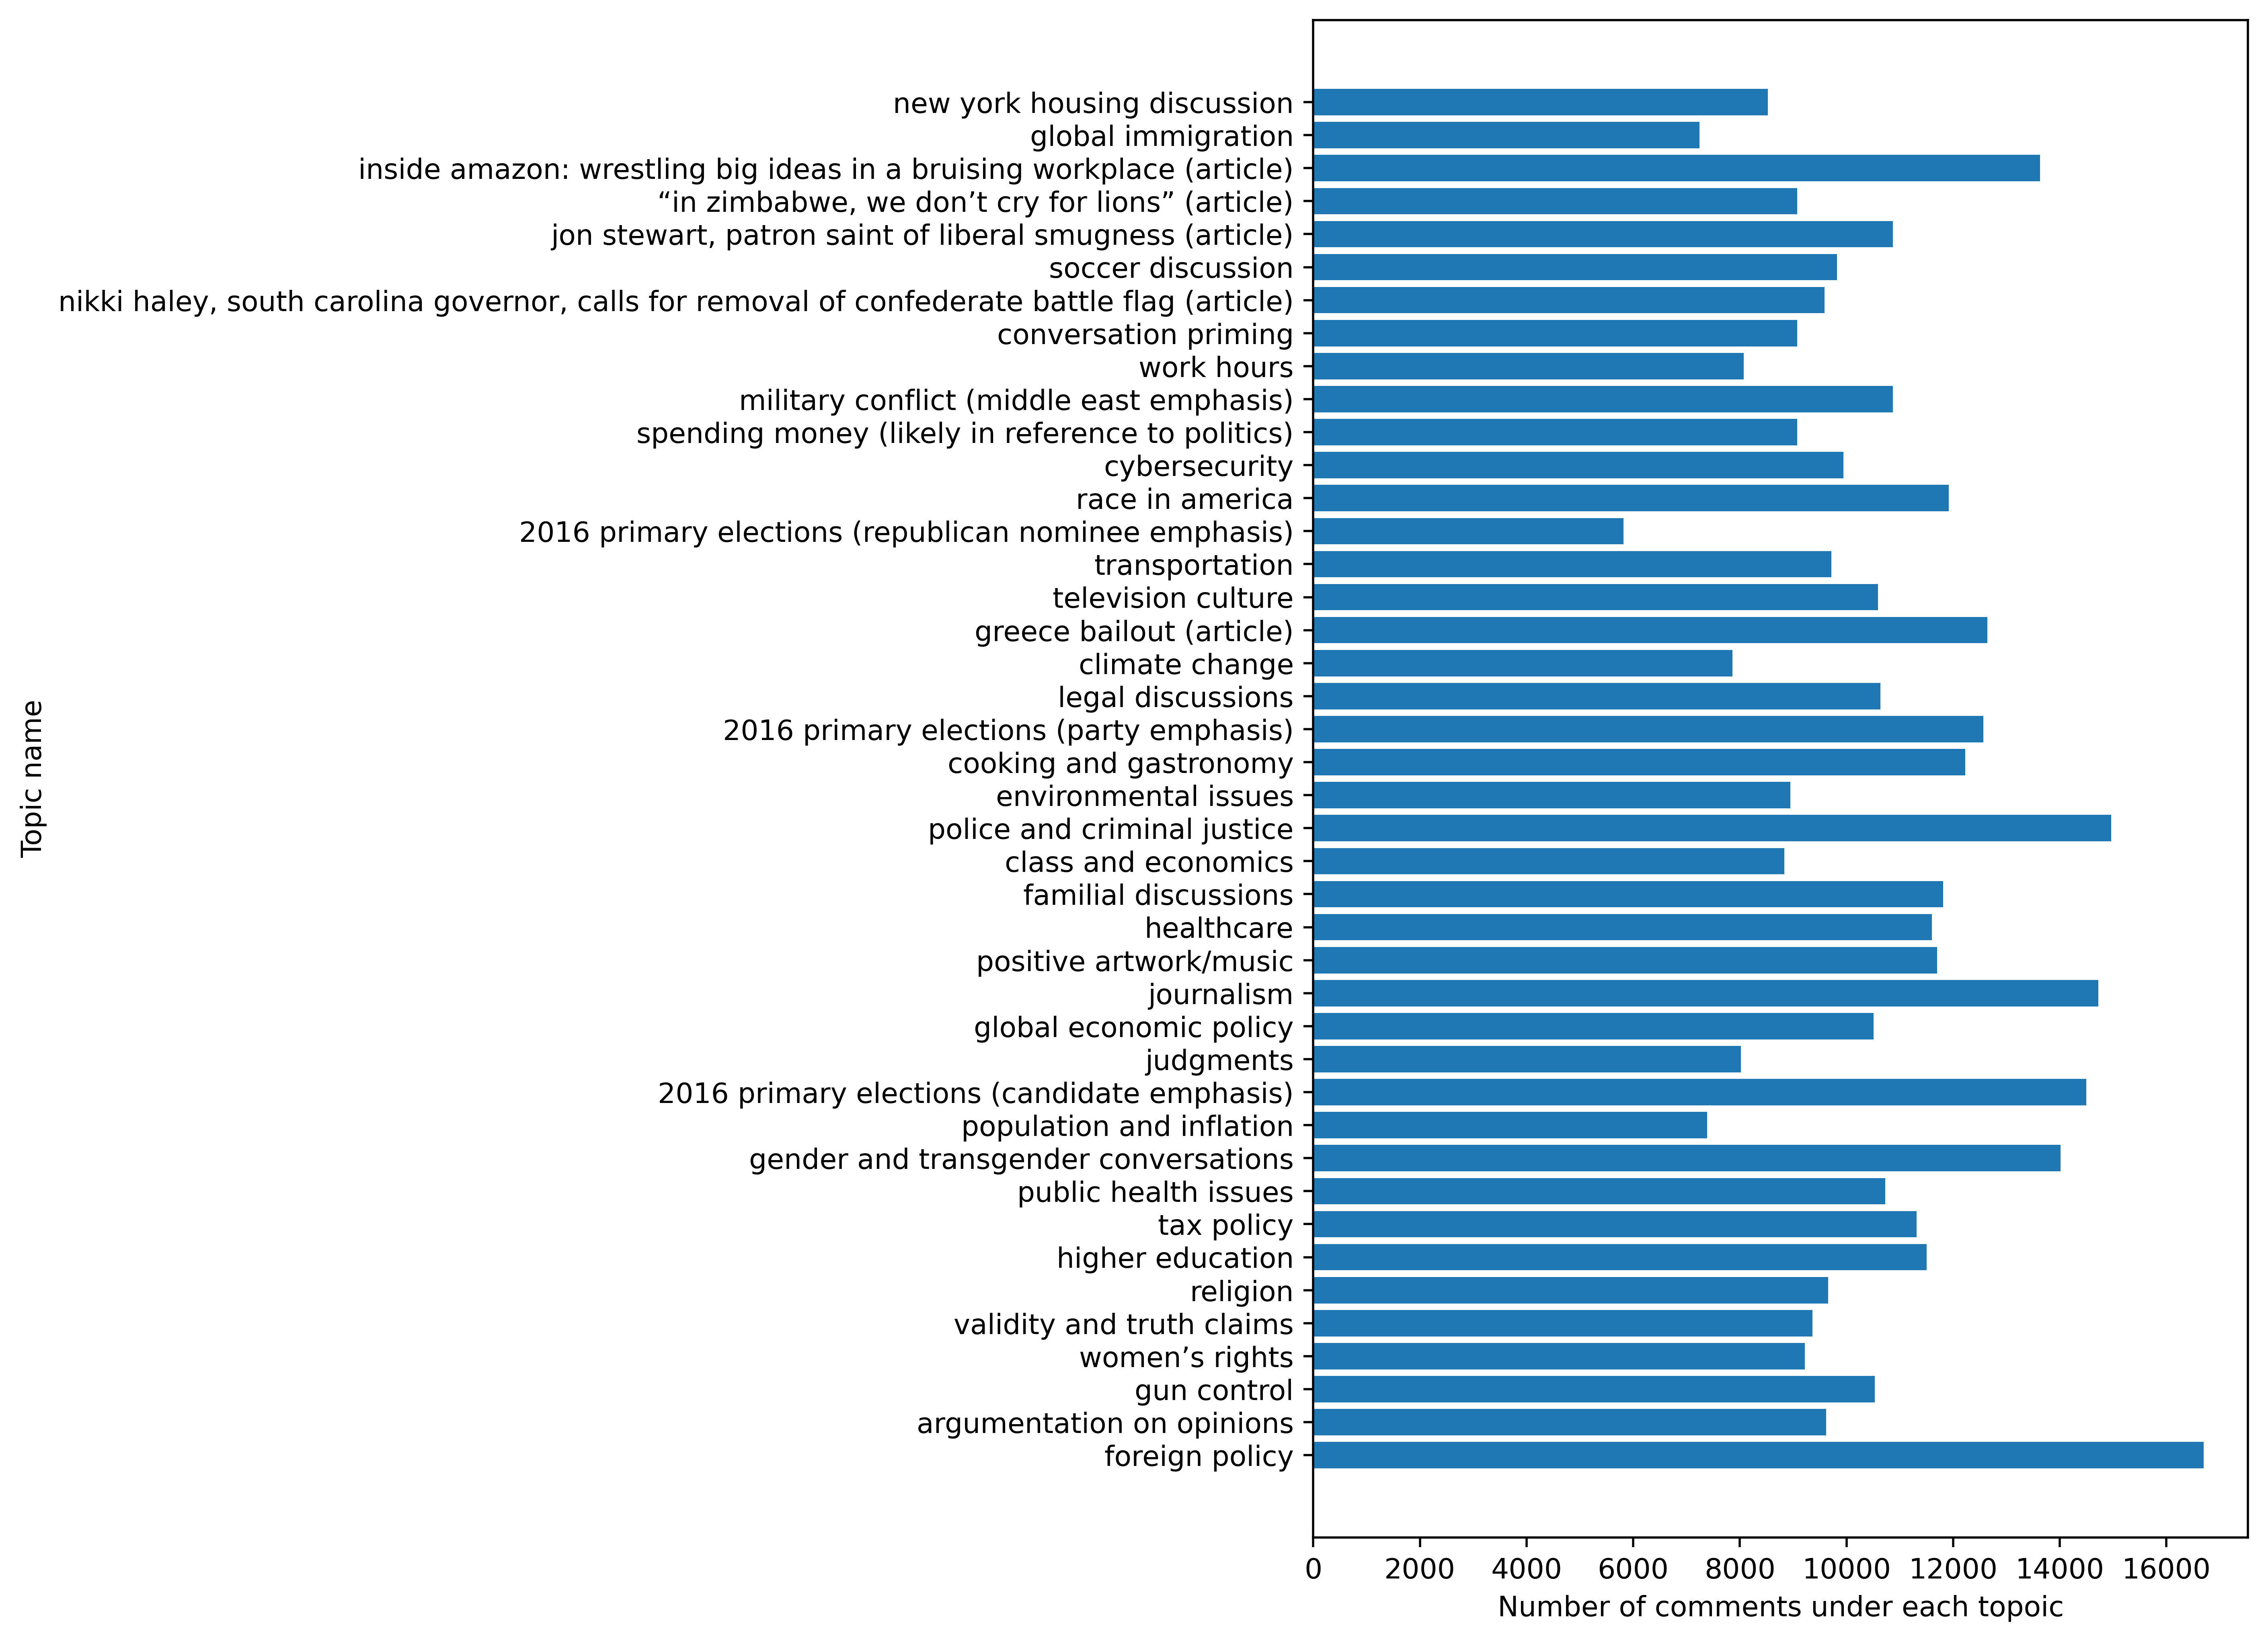 new york housing discussion
global immigration
inside amazon: wrestling big ideas in a bruising workplace (article)
“in zimbabwe, we don’t cry for lions” (article)
jon stewart, patron saint of liberal smugness (article)
soccer discussion
nikki haley, south carolina governor, calls for removal of confederate battle flag (article)
conversation priming
work hours
military conflict (middle east emphasis)
spending money (likely in reference to politics)
cybersecurity
race in america
2016 primary elections (republican nominee emphasis)
transportation
television culture
greece bailout (article)
climate change
legal discussions
2016 primary elections (party emphasis)
cooking and gastronomy
environmental issues
police and criminal justice
class and economics
familial discussions
healthcare
positive artwork/music
journalism
global economic policy
judgments
2016 primary elections (candidate emphasis)
population and inflation
gender and transgender conversations
public health issues
tax policy
higher education
religion
validity and truth claims
women’s rights
gun control
argumentation on opinions
foreign policy
Topic name
0 2000 4000 6000 8000 10000 12000 14000 16000
Number of comments under each topoic